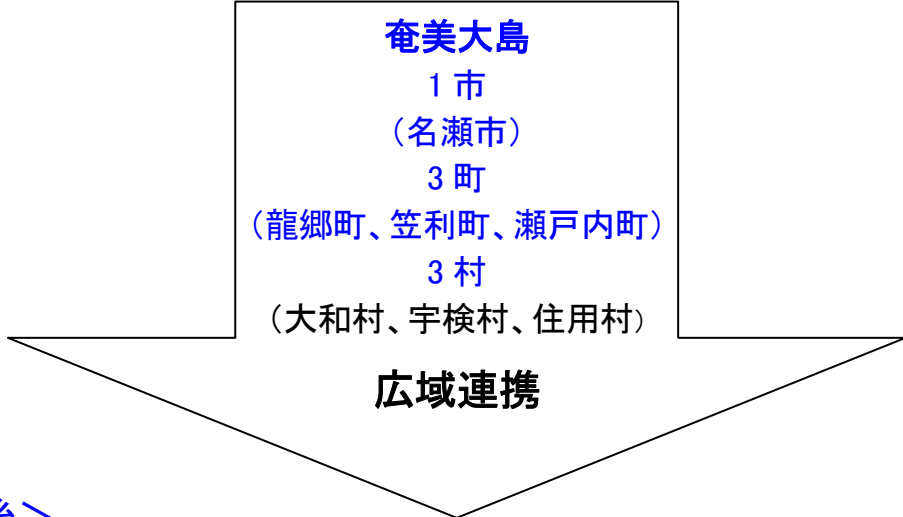 奄美大島
1 市
（名瀬市）
3 町
（龍郷町、笠利町、瀬戸内町）
3 村
（大和村、宇検村、住用村）
広域連携